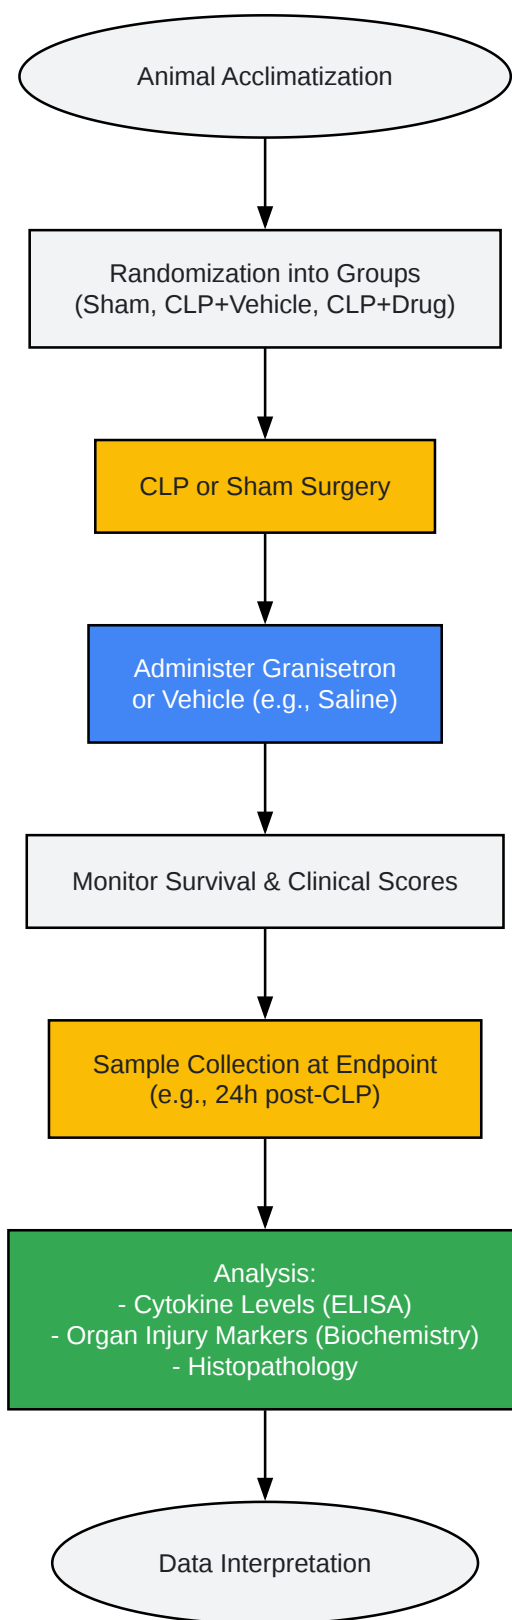 Animal Acclimatization
Randomization into Groups
(Sham, CLP+Vehicle, CLP+Drug)
CLP or Sham Surgery
Administer Granisetron
or Vehicle (e.g., Saline)
Monitor Survival & Clinical Scores
Sample Collection at Endpoint
(e.g., 24h post-CLP)
Analysis:
- Cytokine Levels (ELISA)
- Organ Injury Markers (Biochemistry)
- Histopathology
Data Interpretation